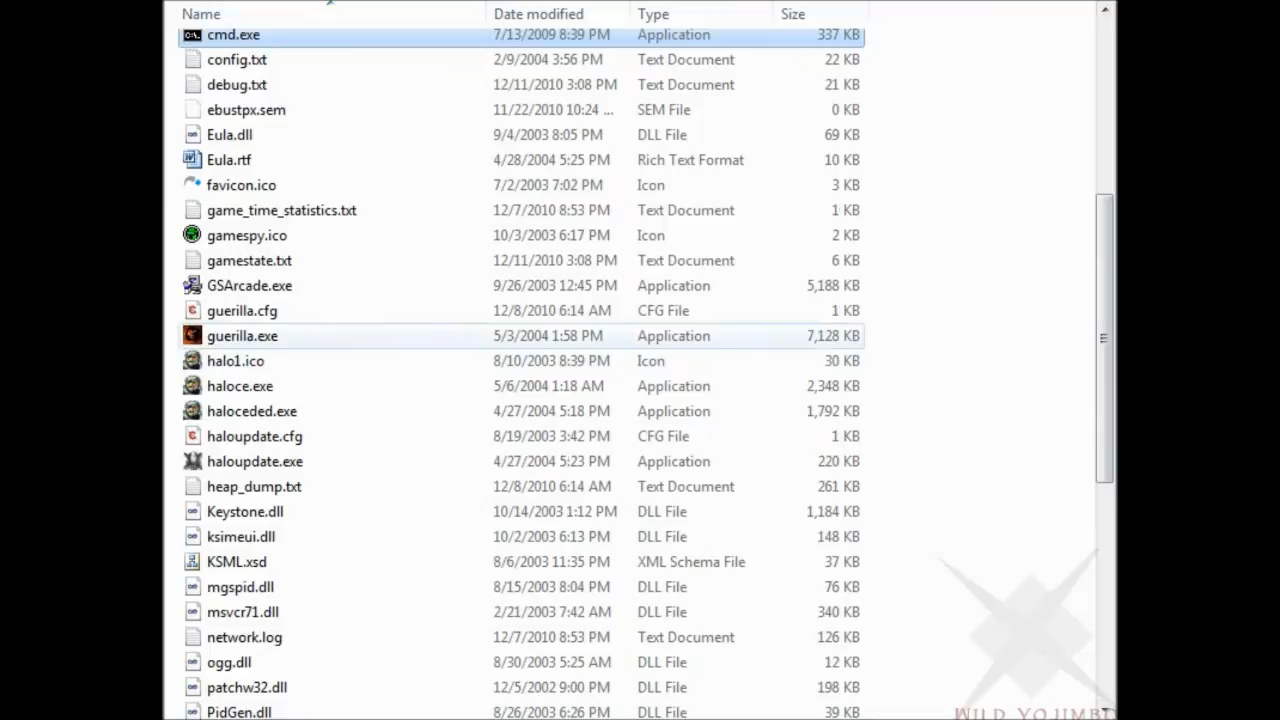 Name Date modified Type Size
cmd.exe 7/13/2009 8:39 PM Application 337 KB
config.txt 2/9/2004 3:56 PM Text Document 22 KB
debug.txt 12/11/2010 3:08 PM Text Document 21 KB
ebustpx.sem 11/22/2010 10:24 ... SEM File 0 KB
Eula.dll 9/4/2003 8:05 PM DLL File 69 KB
Eula.rtf 4/28/2004 5:25 PM Rich Text Format 10 KB
favicon.ico 7/2/2003 7:02 PM Icon 3 KB
game_time_statistics.txt 12/7/2010 8:53 PM Text Document 1 KB
gamespy.ico 10/3/2003 6:17 PM Icon 2 KB
gamestate.txt 12/11/2010 3:08 PM Text Document 6 KB
GSArcade.exe 9/26/2003 12:45 PM Application 5,188 KB
guerilla.cfg 12/8/2010 6:14 AM CFG File 1 KB
guerilla.exe 5/3/2004 1:58 PM Application 7,128 KB
halo1.ico 8/10/2003 8:39 PM Icon 30 KB
haloce.exe 5/6/2004 1:18 AM Application 2,348 KB
haloceded.exe 4/27/2004 5:18 PM Application 1,792 KB
haloupdate.cfg 8/19/2003 3:42 PM CFG File 1 KB
haloupdate.exe 4/27/2004 5:23 PM Application 220 KB
heap_dump.txt 12/8/2010 6:14 AM Text Document 261 KB
Keystone.dll 10/14/2003 1:12 PM DLL File 1,184 KB
ksimeui.dll 10/2/2003 6:13 PM DLL File 148 KB
KSML.xsd 8/6/2003 11:35 PM XML Schema File 37 KB
mgspid.dll 8/15/2003 8:04 PM DLL File 76 KB
msvcr71.dll 2/21/2003 7:42 AM DLL File 340 KB
network.log 12/7/2010 8:53 PM Text Document 126 KB
ogg.dll 8/30/2003 5:25 AM DLL File 12 KB
patchw32.dll 12/5/2002 9:00 PM DLL File 198 KB
PidGen.dll 8/26/2003 6:26 PM DLL File 39 KB
WILD